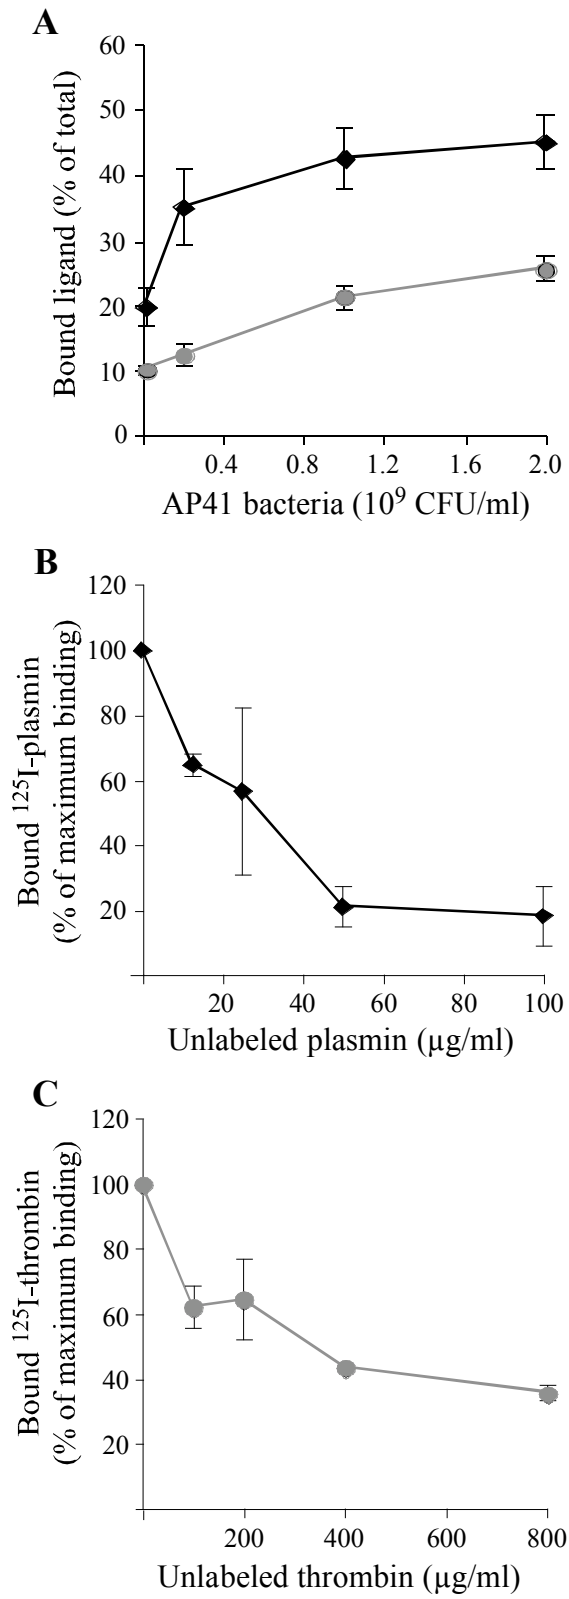 A
Bound ligand (% of total)
60
50
40
30
20
10
0
0.4 0.8 1.2 1.6 2.0
AP41 bacteria (10⁹ CFU/ml)
B
Bound ¹²⁵I-plasmin
(% of maximum binding)
120
100
80
60
40
20
20 40 60 80 100
Unlabeled plasmin (µg/ml)
C
Bound ¹²⁵I-thrombin
(% of maximum binding)
120
100
80
60
40
20
200 400 600 800
Unlabeled thrombin (µg/ml)